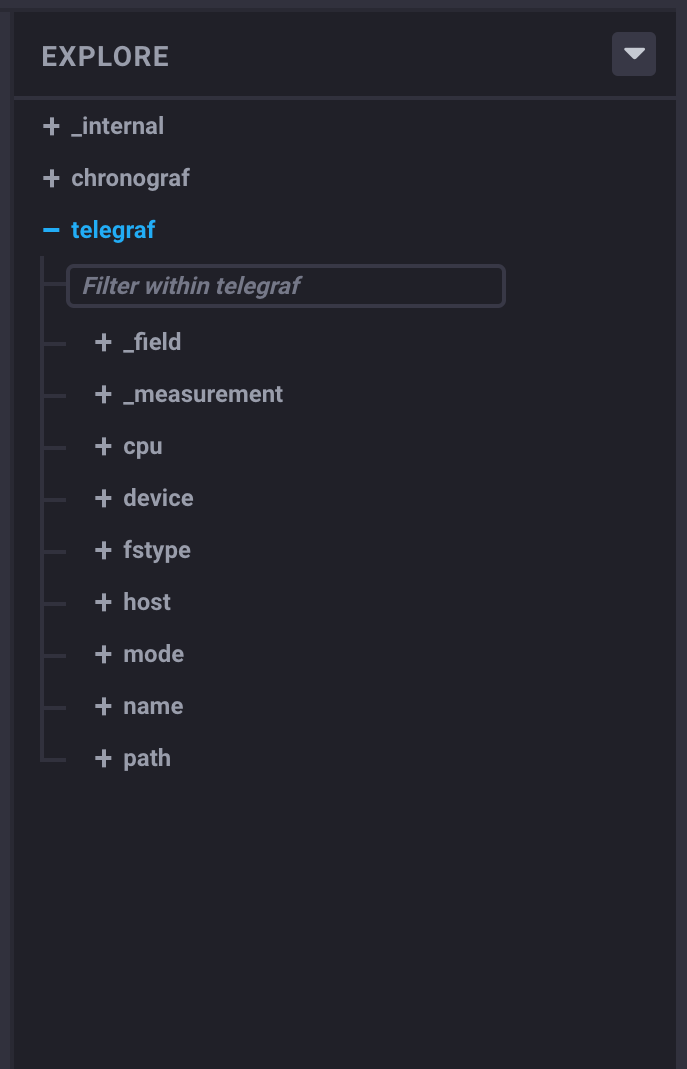 EXPLORE
_internal
chronograf
telegraf
Filter within telegraf
_field
_measurement
cpu
device
fstype
host
mode
name
path